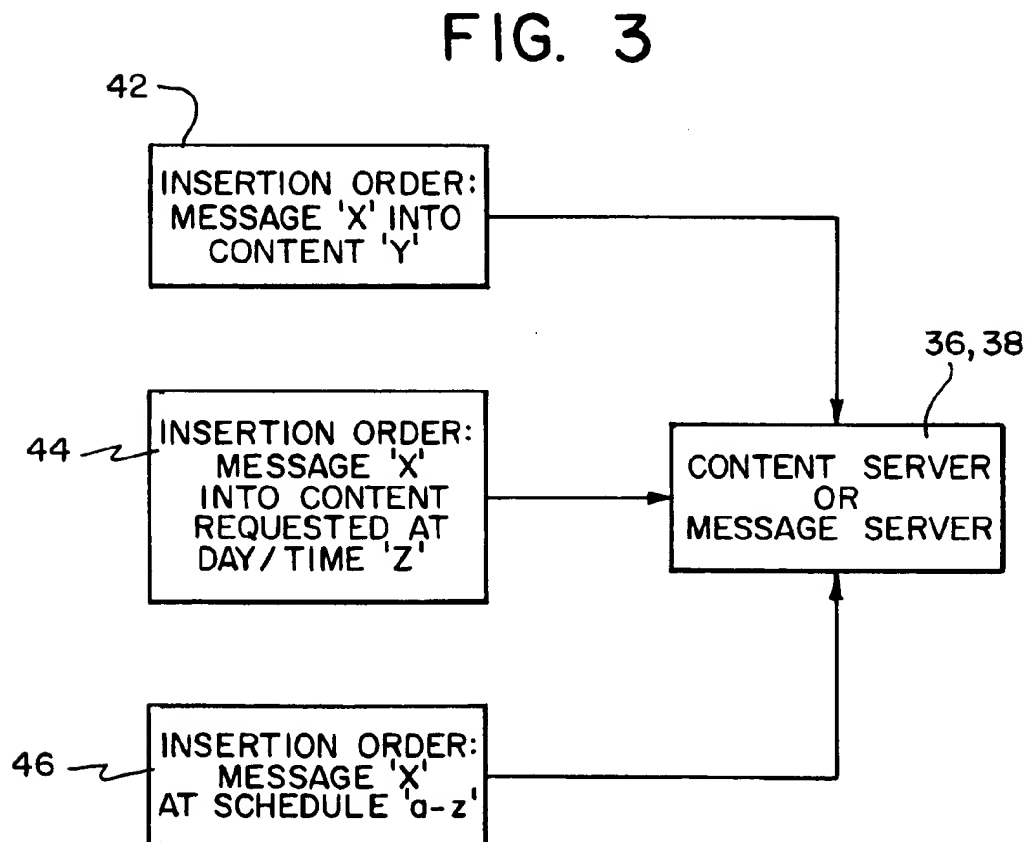 FIG. 3
42
INSERTION ORDER:
MESSAGE 'X' INTO
CONTENT 'Y'
36, 38
44
INSERTION ORDER:
MESSAGE 'X'
INTO CONTENT
REQUESTED AT
DAY/TIME 'Z'
CONTENT SERVER
OR
MESSAGE SERVER
46
INSERTION ORDER:
MESSAGE 'X'
AT SCHEDULE 'a-z'